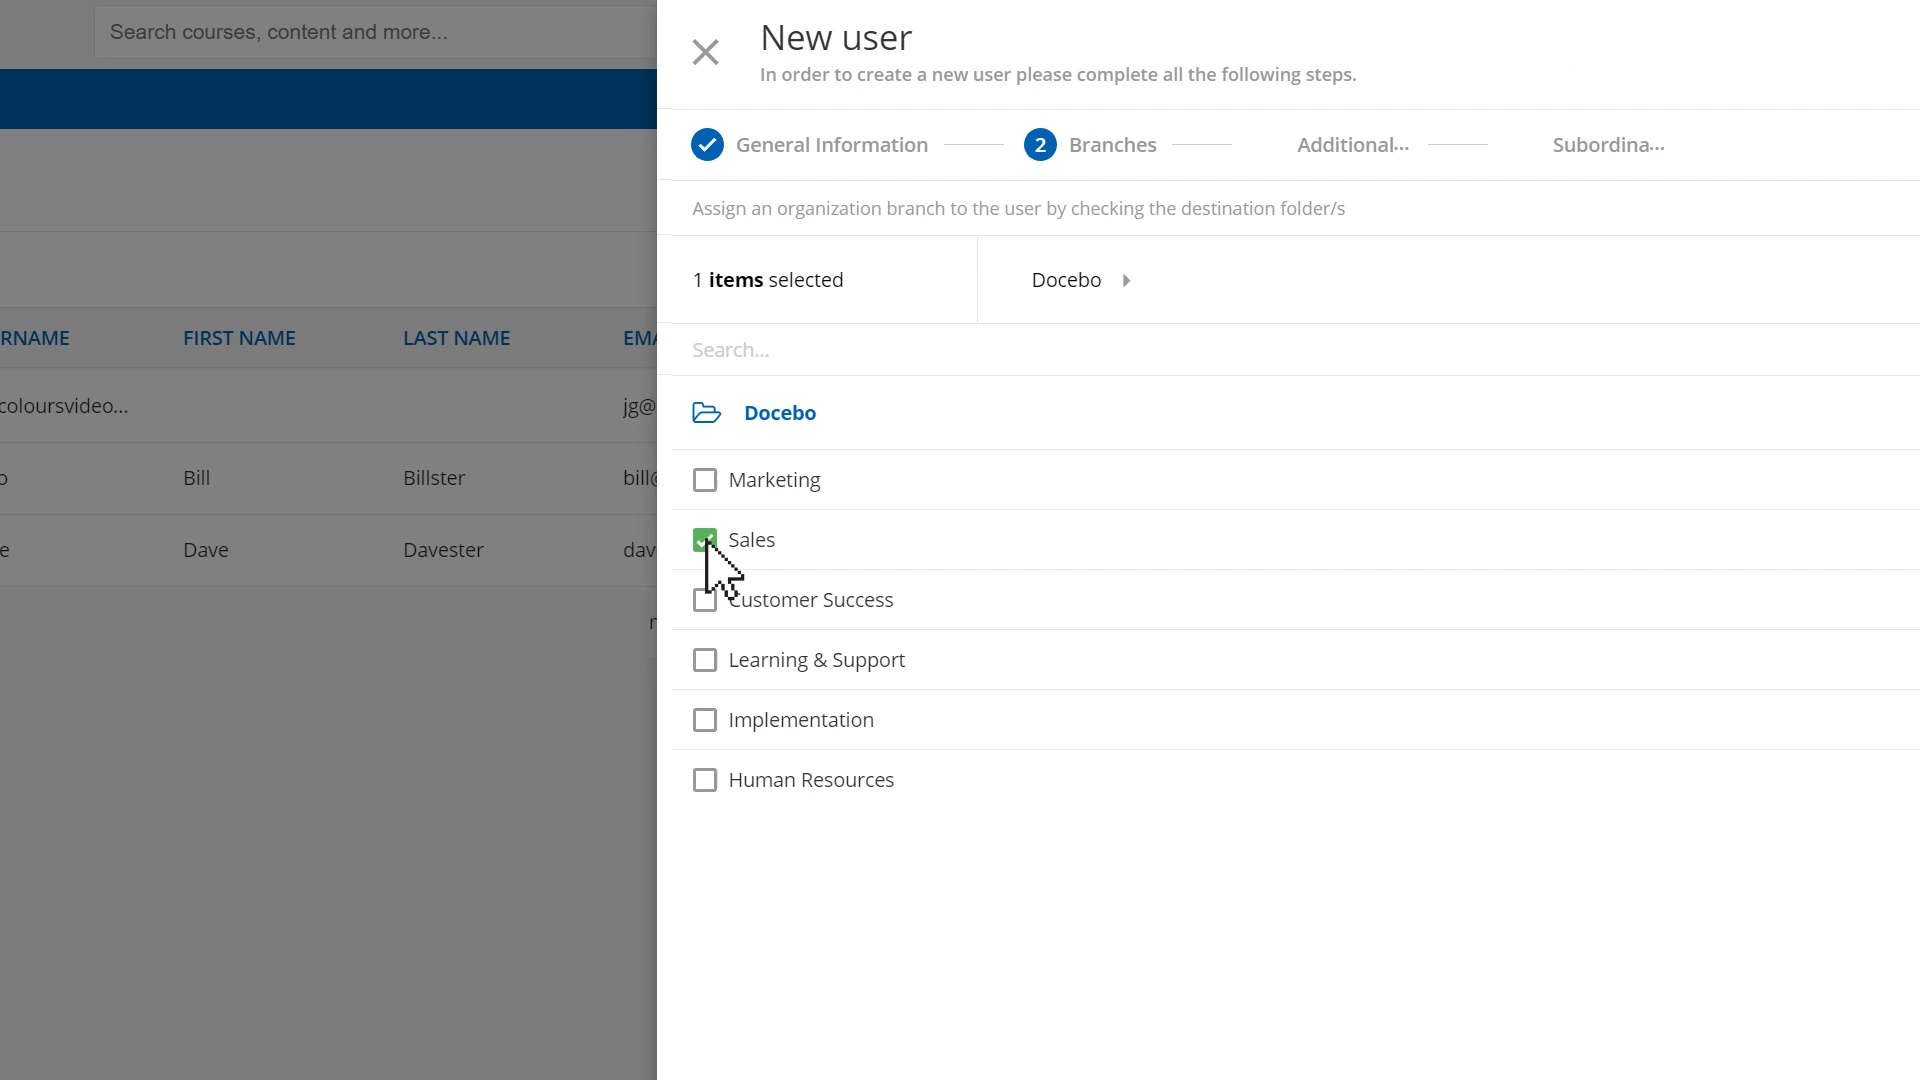 Search courses, content and more...
New user
In order to create a new user please complete all the following steps.
General Information
2 Branches
Additional...
Subordina...
Assign an organization branch to the user by checking the destination folder/s
1 items selected
Docebo
RNAME FIRST NAME LAST NAME EMA
Search...
coloursvideo... jg@
Docebo
Bill Billster bill@
Marketing
Dave Davester dav
Sales
Customer Success
Learning & Support
Implementation
Human Resources